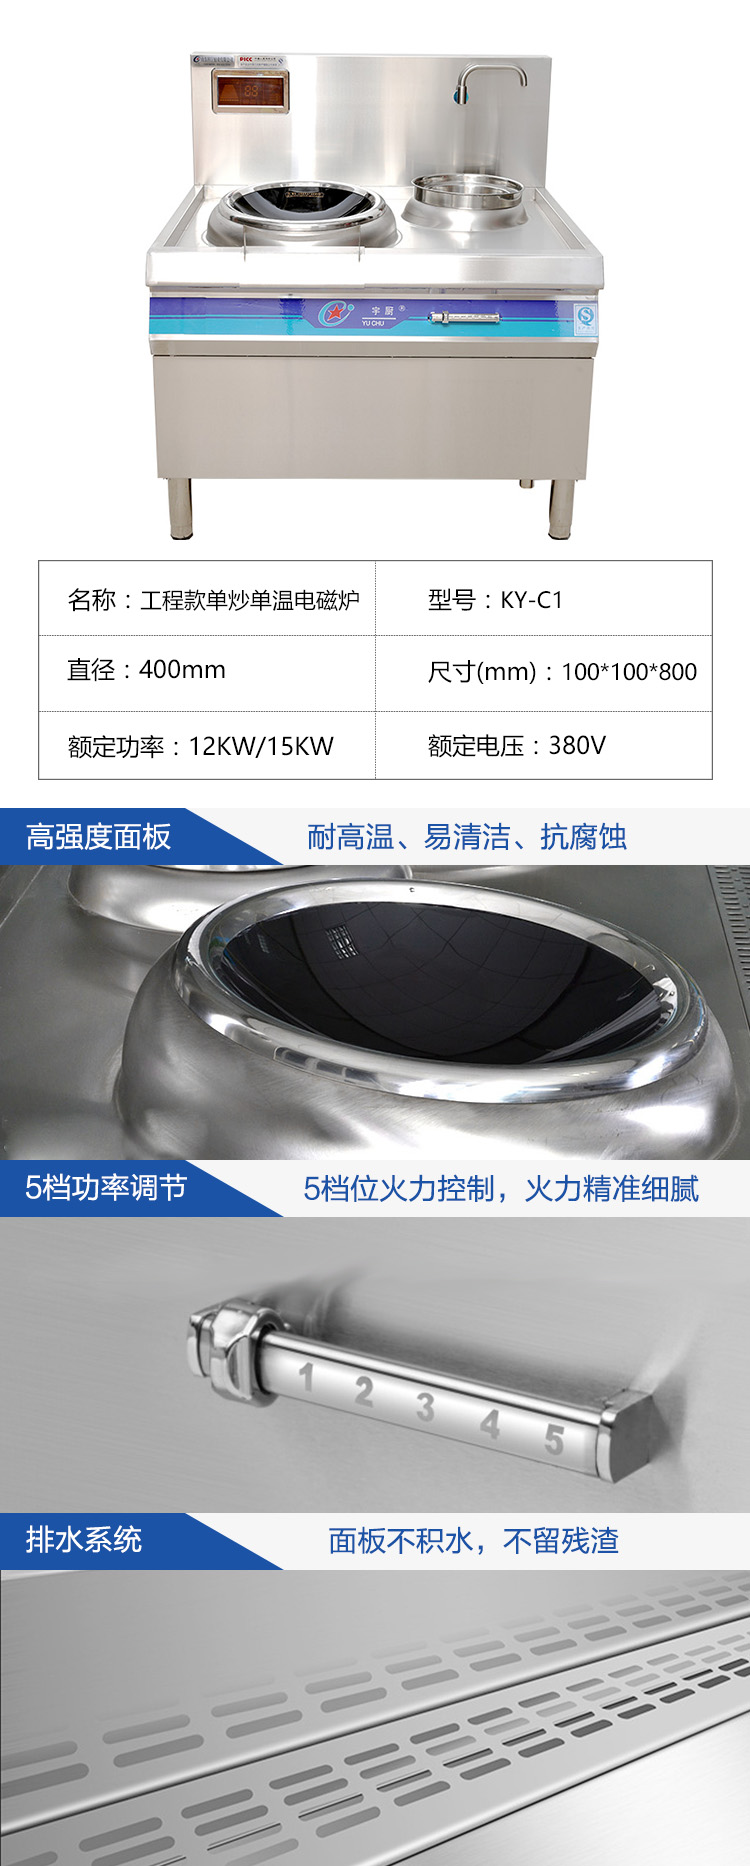 PICC
88
宇厨®
YU CHU
名称：工程款单炒单温电磁炉
型号：KY-C1
直径：400mm
尺寸(mm)：100*100*800
额定功率：12KW/15KW
额定电压：380V
高强度面板
耐高温、易清洁、抗腐蚀
5档功率调节
5档位火力控制，火力精准细腻
1 2 3 4 5
排水系统
面板不积水，不留残渣